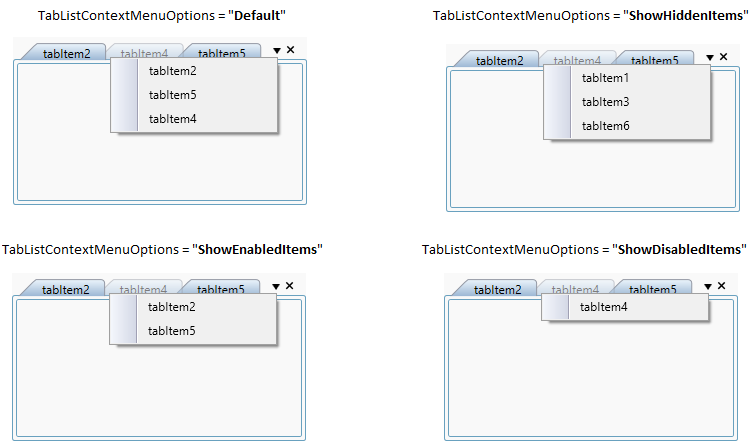 TabListContextMenuOptions = "Default"
tabItem2 tabItem4 tabItem5
tabItem2
tabItem5
tabItem4
TabListContextMenuOptions = "ShowHiddenItems"
tabItem2 tabItem4 tabItem5
tabItem1
tabItem3
tabItem6
TabListContextMenuOptions = "ShowEnabledItems"
tabItem2 tabItem4 tabItem5
tabItem2
tabItem5
TabListContextMenuOptions = "ShowDisabledItems"
tabItem2 tabItem4 tabItem5
tabItem4